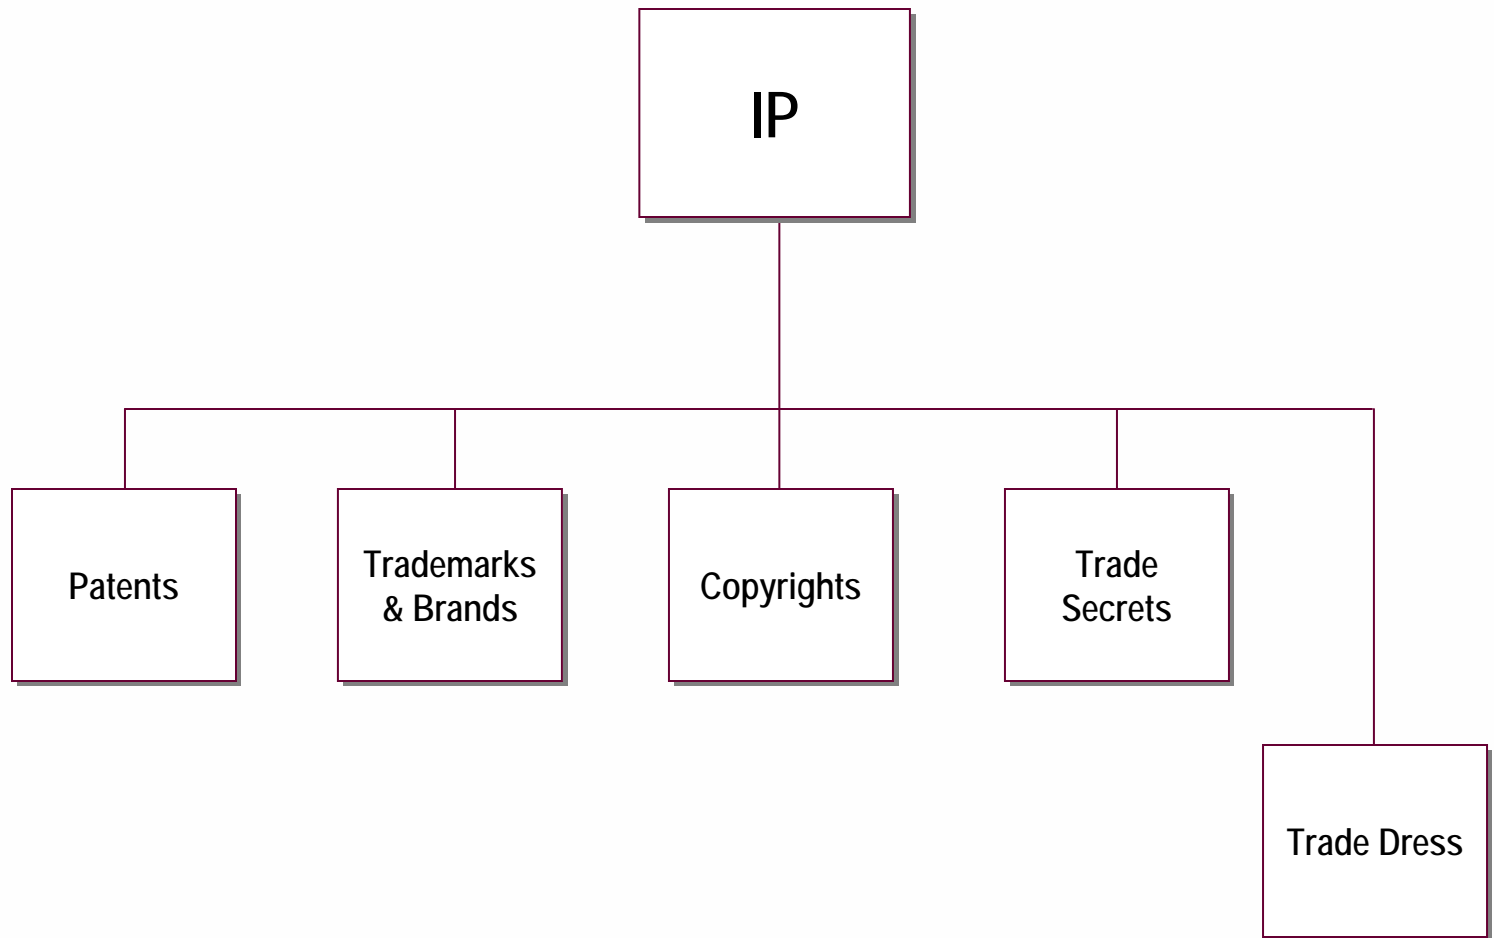 IP
Patents
Trademarks
& Brands
Copyrights
Trade
Secrets
Trade Dress